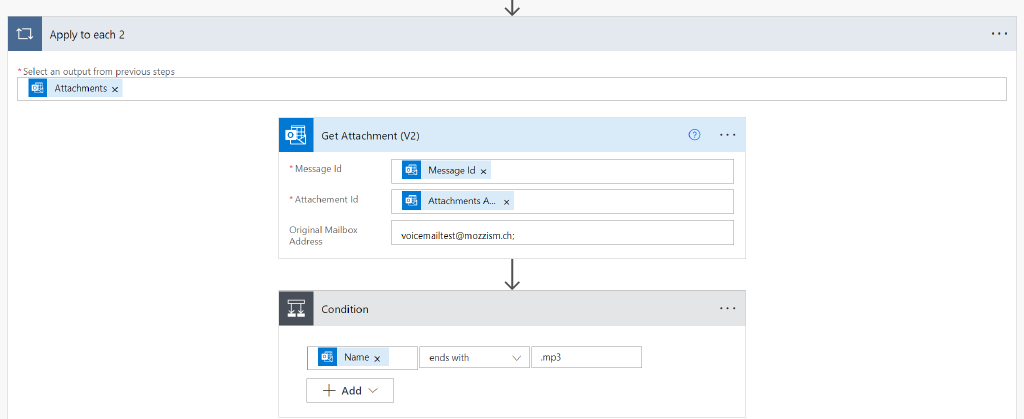 Apply to each 2
* Select an output from previous steps
Attachments ×
Get Attachment (V2)
* Message Id
Message Id ×
* Attachement Id
Attachments A... ×
Original Mailbox
Address
voicemailtest@mozzism.ch;
Condition
Name ×
ends with
.mp3
+ Add